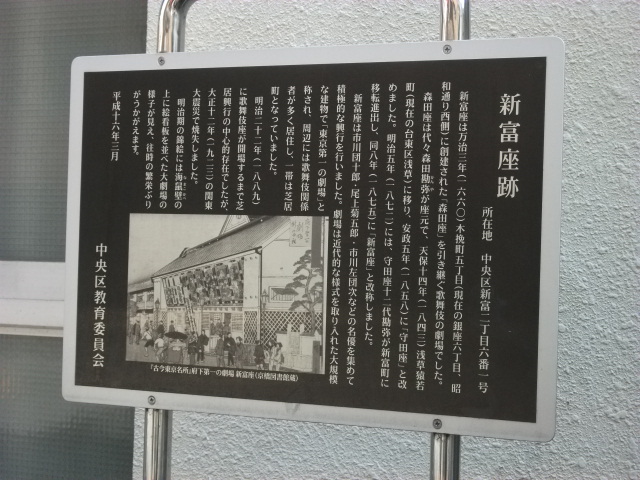 新富座跡
所在地 中央区新富二丁目六番一号
新富座は万治三年(一六六〇)木挽町五丁目(現在の銀座六丁目、昭
和通り西側)に創建された「森田座」を引き継ぐ歌舞伎の劇場でした。
森田座は代々森田勘弥が座元で、天保十四年(一八四三)浅草猿若
町(現在の台東区浅草)に移り、安政五年(一八五八)に、「守田座」と改
めました。明治五年(一八七二)には、守田座十二代勘弥が新富町に
移転進出し、同八年(一八七五)に「新富座」と改称しました。
新富座は市川団十郎・尾上菊五郎・市川左団次などの名優を集めて
積極的な興行を行いました。劇場は近代的な様式を取り入れた大規模
な建物で「東京第一の劇場」と
称され、周辺には歌舞伎関係
者が多く居住し、一帯は芝居
町となっていました。
明治二十二年(一八八九)
に歌舞伎座が開場するまで芝
居興行の中心的存在でしたが、
大正十二年(一九二三)の関東
大震災で焼失しました。
明治期の錦絵には海鼠壁の
上に絵看板を並べた大劇場の
様子が見え、往時の繁栄ぶり
がうかがえます。
平成十六年三月
中央区教育委員会
『古今東京名所』府下第一の劇場 新富座(京橋図書館蔵)